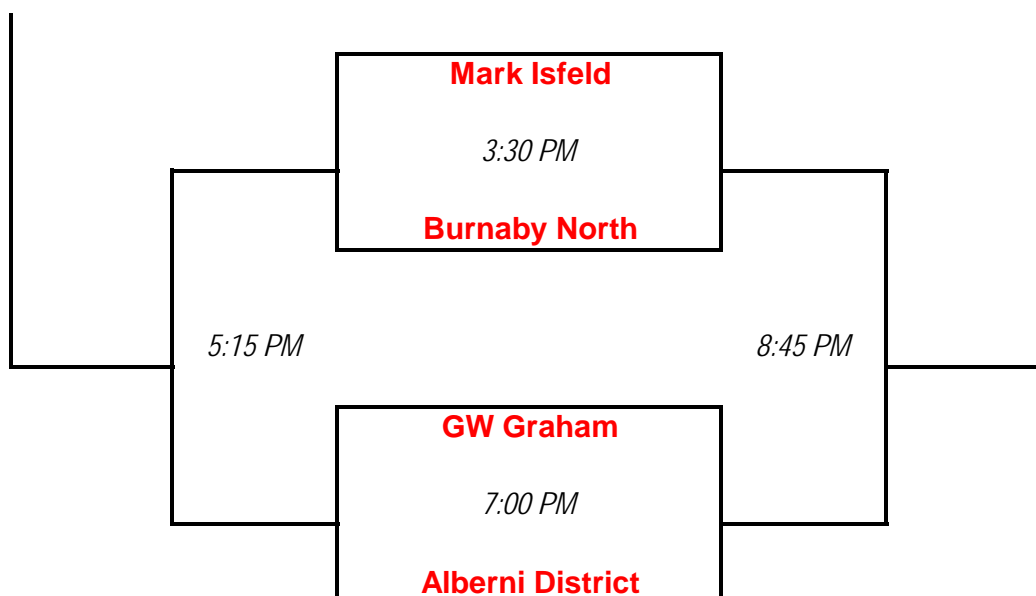 Mark Isfeld
3:30 PM
Burnaby North
5:15 PM
8:45 PM
GW Graham
7:00 PM
Alberni District